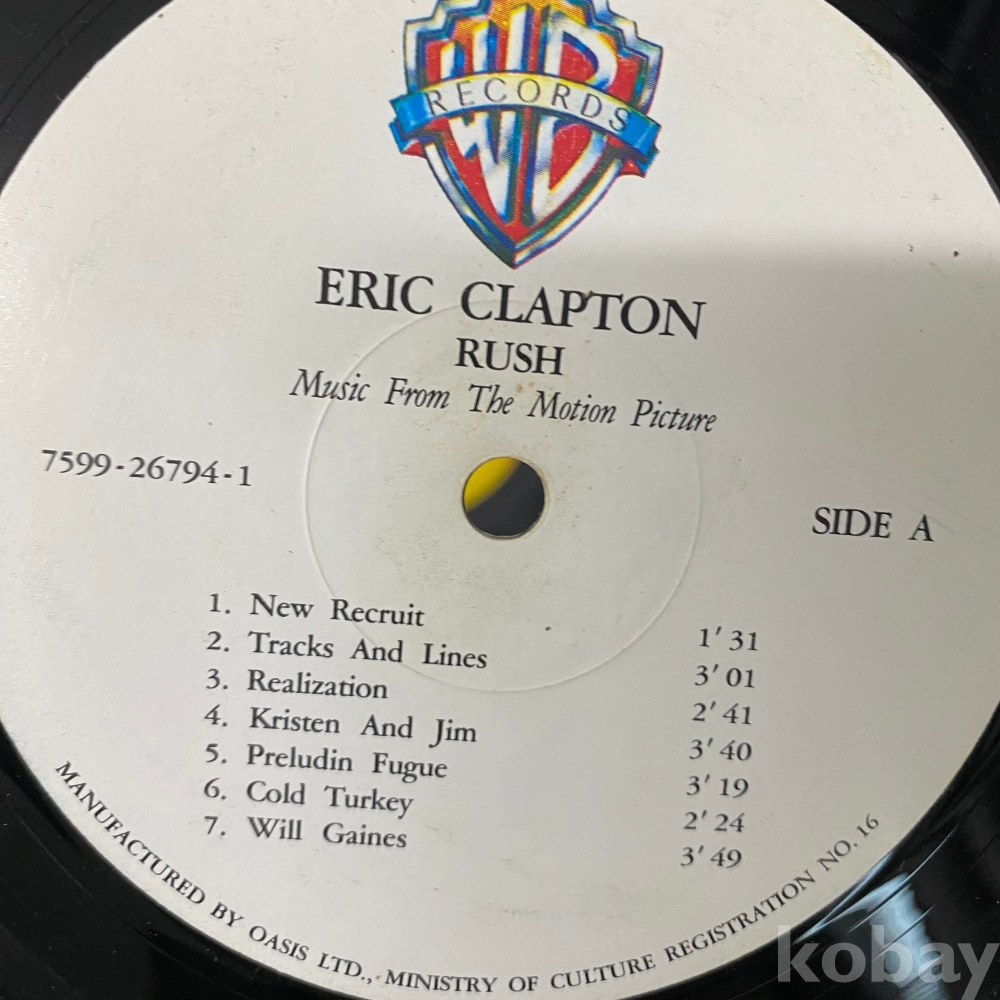 RECORDS
ERIC CLAPTON
RUSH
Music From The Motion Picture
7599-26794-1
SIDE A
1. New Recruit 1'31
2. Tracks And Lines 3'01
3. Realization 2'41
4. Kristen And Jim 3'40
5. Preludin Fugue 3'19
6. Cold Turkey 2'24
7. Will Gaines 3'49
MANUFACTURED BY OASIS LTD., MINISTRY OF CULTURE REGISTRATION NO. 16
kobay